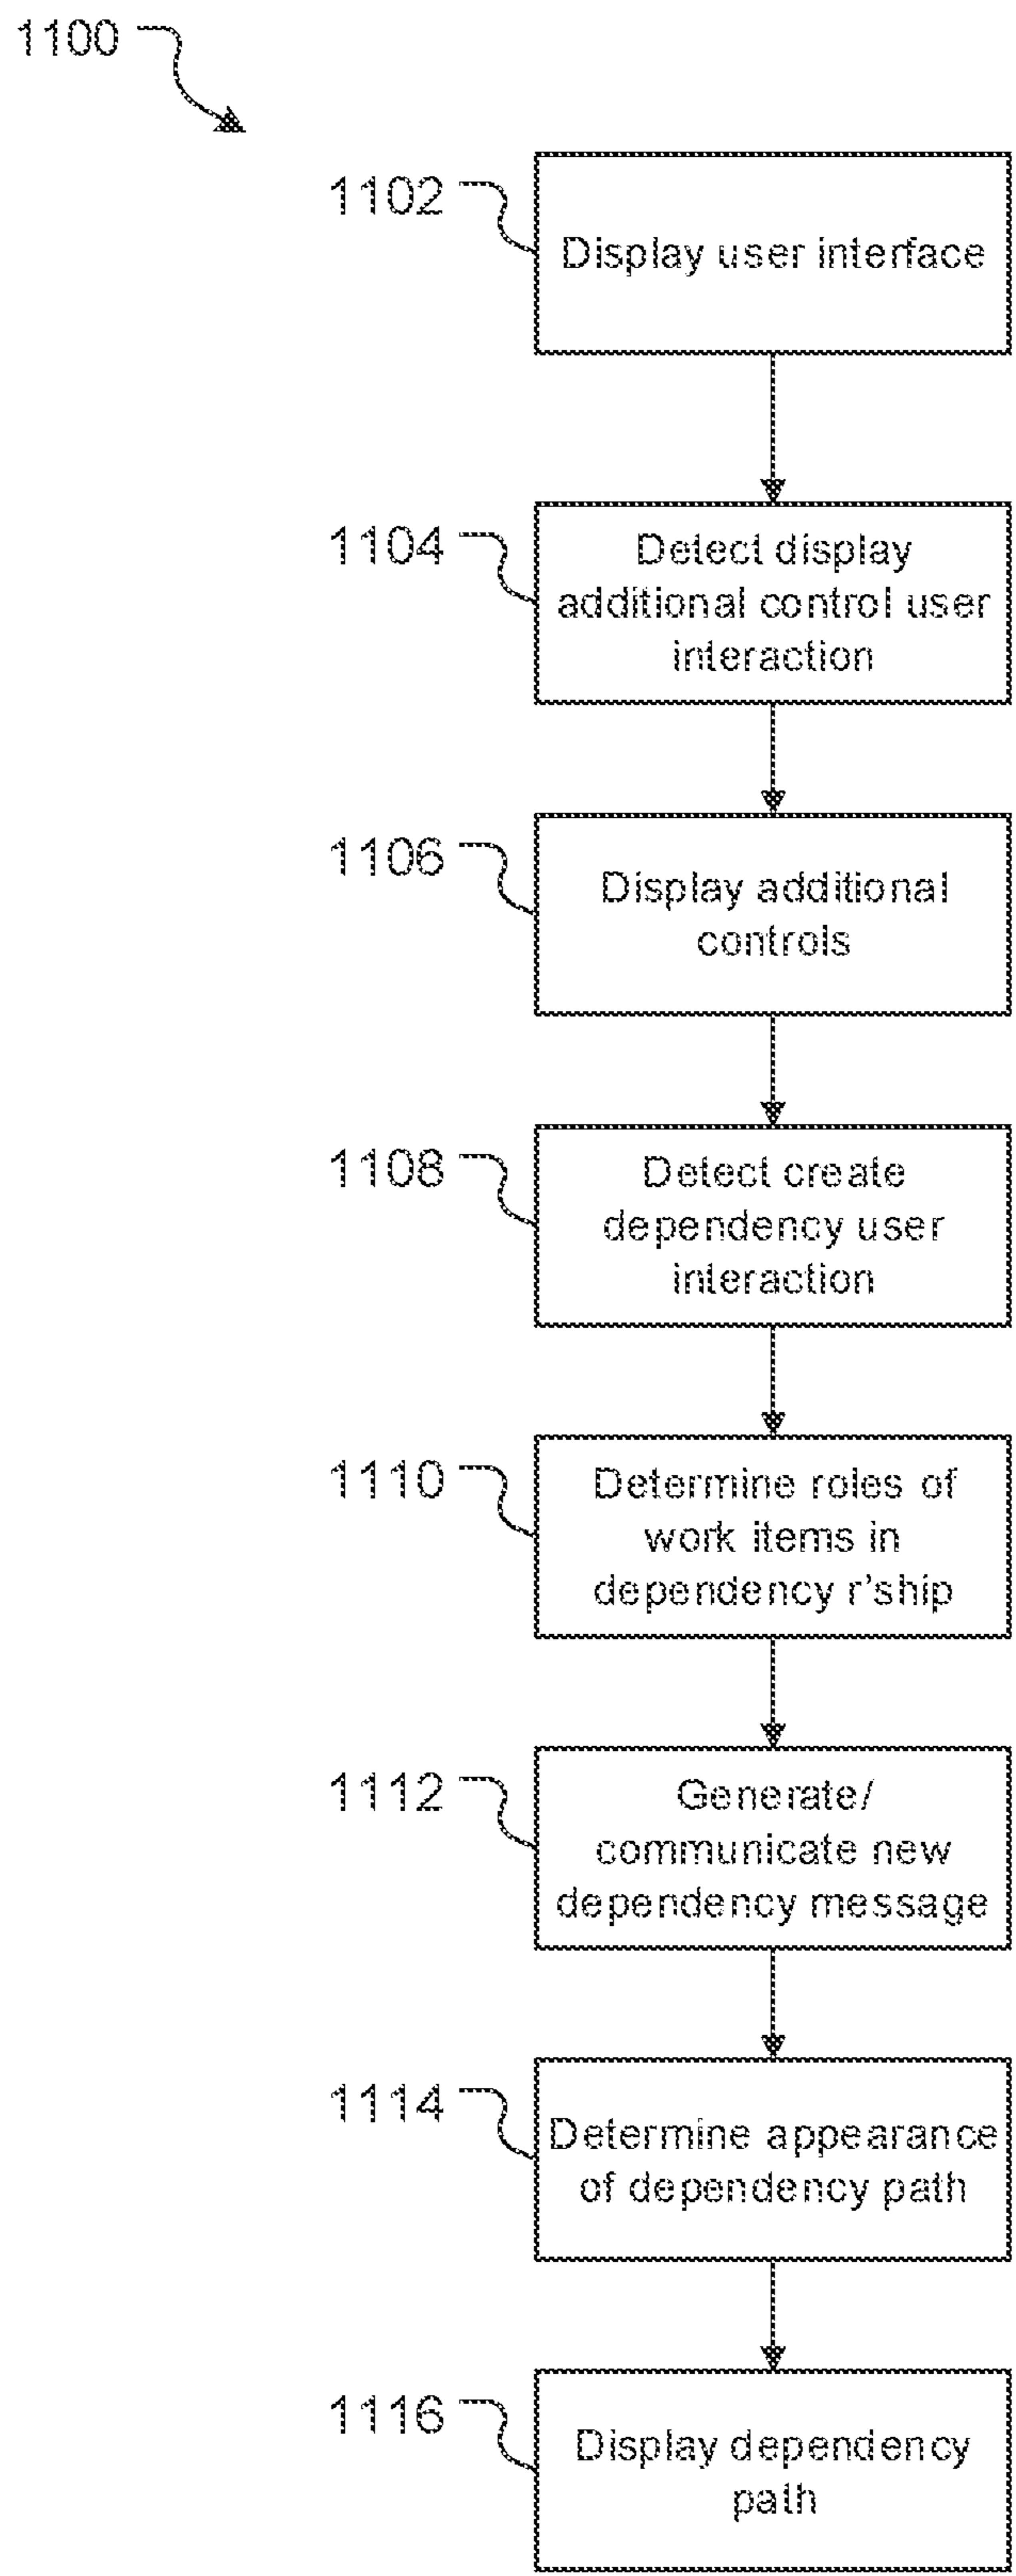 1100
1102
Display user interface
1104
Detect display
additional control user
interaction
1106
Display additional
controls
1108
Detect create
dependency user
interaction
1110
Determine roles of
work items in
dependency r'ship
1112
Generate/
communicate new
dependency message
1114
Determine appearance
of dependency path
1116
Display dependency
path